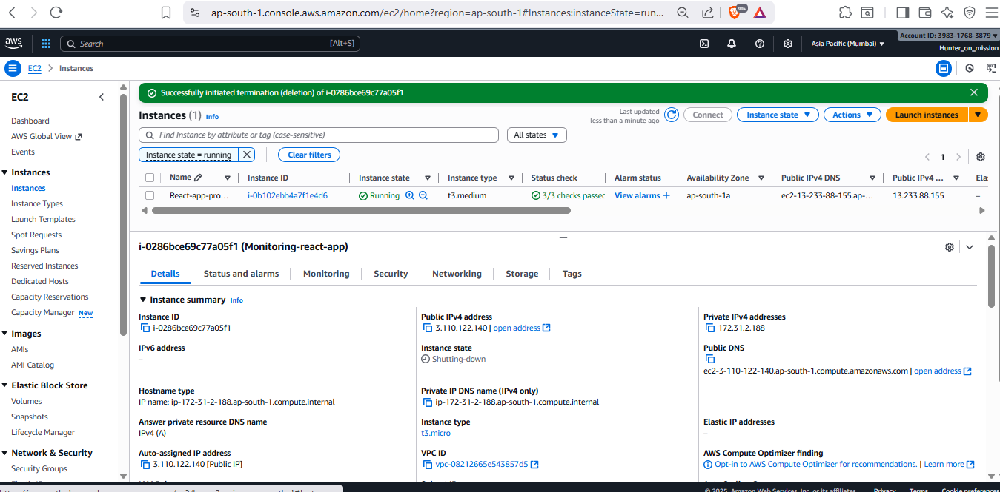 ap-south-1.console.aws.amazon.com/ec2/home?region=ap-south-1#Instances:instanceState=run...
99+
aws
Search
[Alt+S]
Asia Pacific (Mumbai)
Account ID: 3983-1768-3879
Hunter_on_mission
EC2
Instances
EC2
Dashboard
AWS Global View
Events
Instances
Instances
Instance Types
Launch Templates
Spot Requests
Savings Plans
Reserved Instances
Dedicated Hosts
Capacity Reservations
Capacity Manager New
Images
AMIs
AMI Catalog
Elastic Block Store
Volumes
Snapshots
Lifecycle Manager
Network & Security
Security Groups
Successfully initiated termination (deletion) of i-0286bce69c77a05f1
Instances (1) Info
Last updated
less than a minute ago
Connect
Instance state
Actions
Launch instances
Find Instance by attribute or tag (case-sensitive)
All states
Instance state = running
Clear filters
1
Name Instance ID Instance state Instance type Status check Alarm status Availability Zone Public IPv4 DNS Public IPv4 ... Elas
React-app-pro... i-0b102ebb4a7f1e4d6 Running t3.medium 3/3 checks passed View alarms + ap-south-1a ec2-13-233-88-155.ap-... 13.233.88.155 –
i-0286bce69c77a05f1 (Monitoring-react-app)
Details Status and alarms Monitoring Security Networking Storage Tags
Instance summary Info
Instance ID
i-0286bce69c77a05f1
Public IPv4 address
3.110.122.140 | open address
Private IPv4 addresses
172.31.2.188
IPv6 address
–
Instance state
Shutting-down
Public DNS
ec2-3-110-122-140.ap-south-1.compute.amazonaws.com | open address
Hostname type
IP name: ip-172-31-2-188.ap-south-1.compute.internal
Private IP DNS name (IPv4 only)
ip-172-31-2-188.ap-south-1.compute.internal
Answer private resource DNS name
IPv4 (A)
Instance type
t3.micro
Elastic IP addresses
–
Auto-assigned IP address
3.110.122.140 [Public IP]
VPC ID
vpc-08212665e543857d5
AWS Compute Optimizer finding
Opt-in to AWS Compute Optimizer for recommendations. | Learn more
© 2025, Amazon Web Services, Inc. or its affiliates.
Privacy
Terms
Cookie preferences